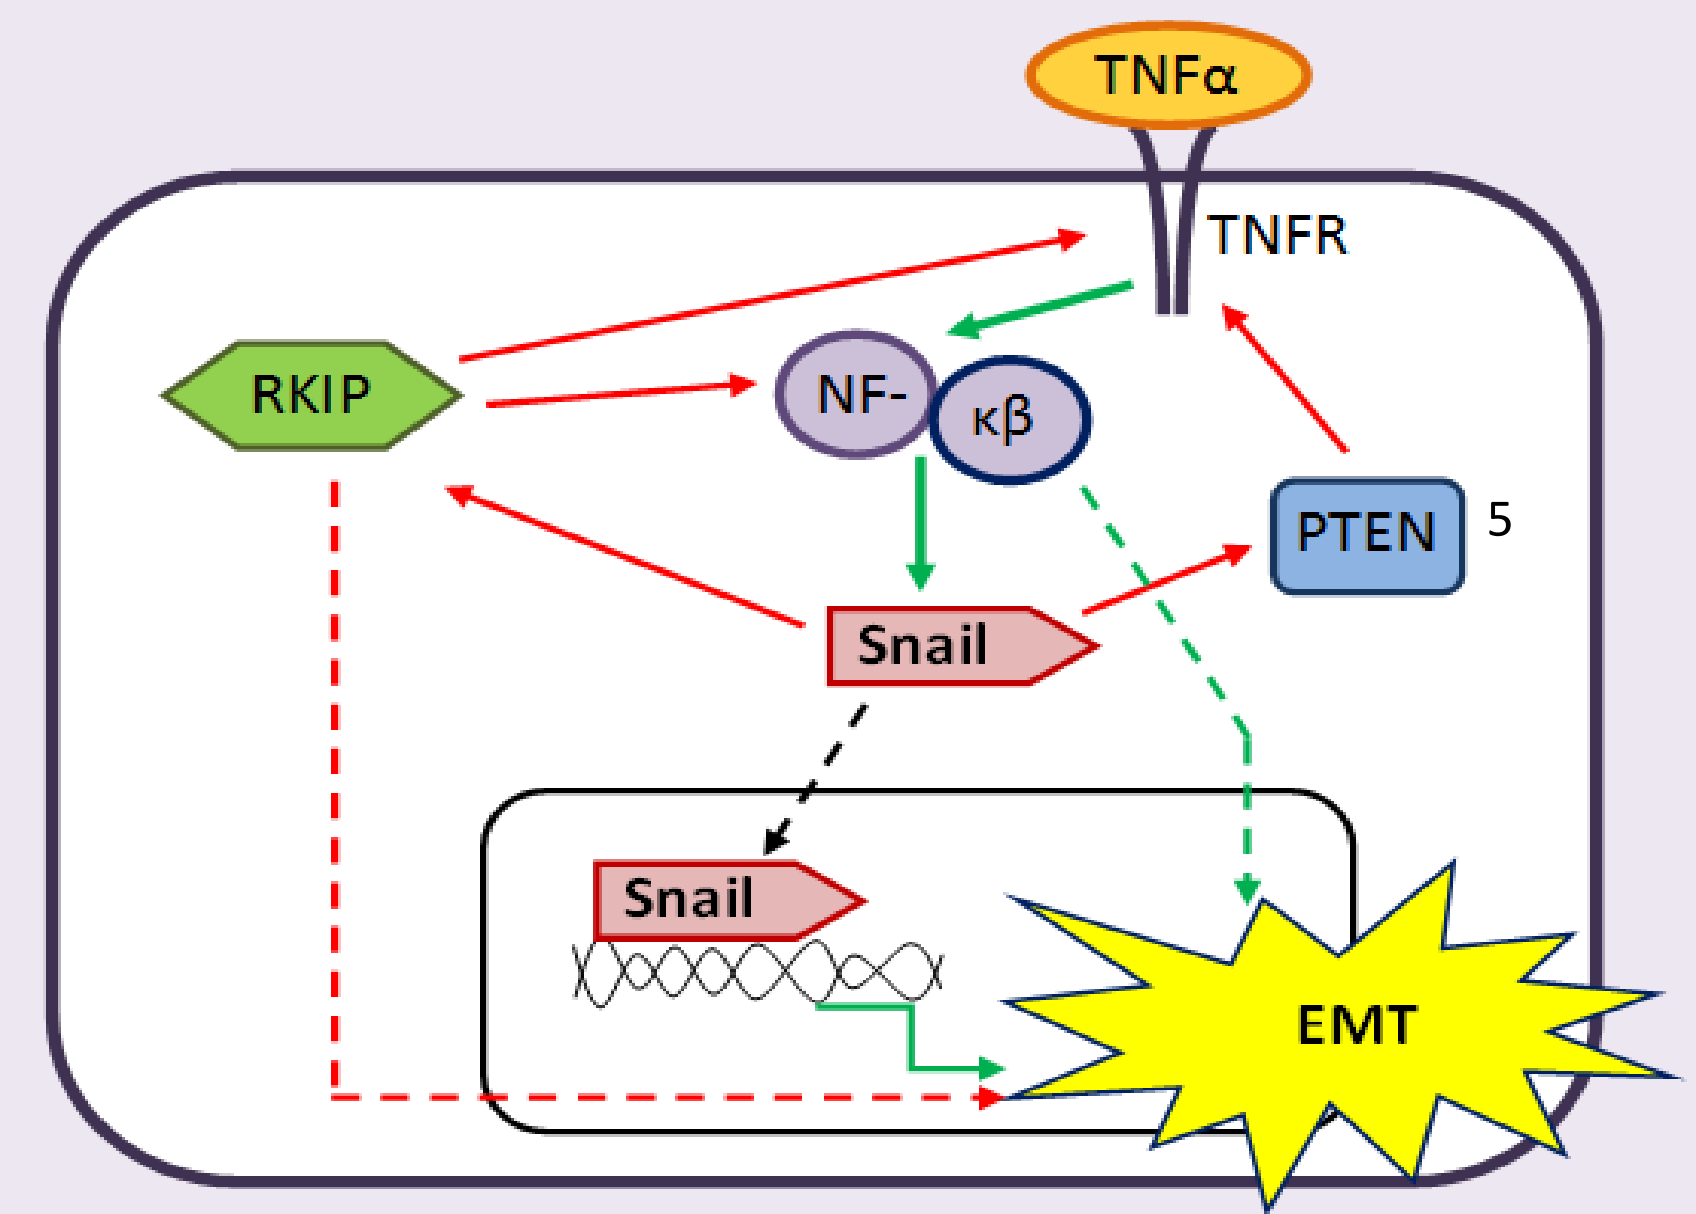 TNFα
TNFR
RKIP
NF-
κβ
PTEN
5
Snail
Snail
EMT